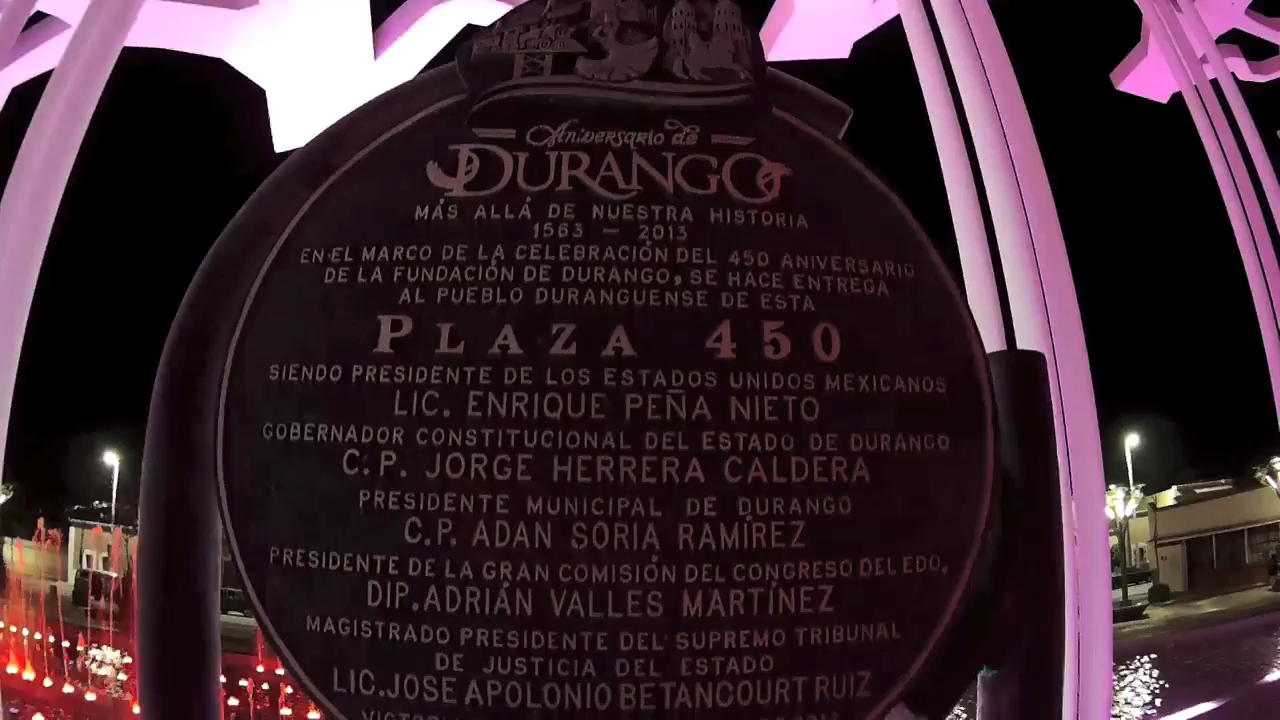 Aniversario de
DURANGO
MÁS ALLÁ DE NUESTRA HISTORIA
1563 — 2013
EN EL MARCO DE LA CELEBRACIÓN DEL 450 ANIVERSARIO
DE LA FUNDACIÓN DE DURANGO, SE HACE ENTREGA
AL PUEBLO DURANGUENSE DE ESTA
PLAZA 450
SIENDO PRESIDENTE DE LOS ESTADOS UNIDOS MEXICANOS
LIC. ENRIQUE PEÑA NIETO
GOBERNADOR CONSTITUCIONAL DEL ESTADO DE DURANGO
C.P. JORGE HERRERA CALDERA
PRESIDENTE MUNICIPAL DE DURANGO
C.P. ADÁN SORIA RAMÍREZ
PRESIDENTE DE LA GRAN COMISIÓN DEL CONGRESO DEL EDO.
DIP. ADRIÁN VALLES MARTÍNEZ
MAGISTRADO PRESIDENTE DEL SUPREMO TRIBUNAL
DE JUSTICIA DEL ESTADO
LIC. JOSÉ APOLONIO BETANCOURT RUIZ